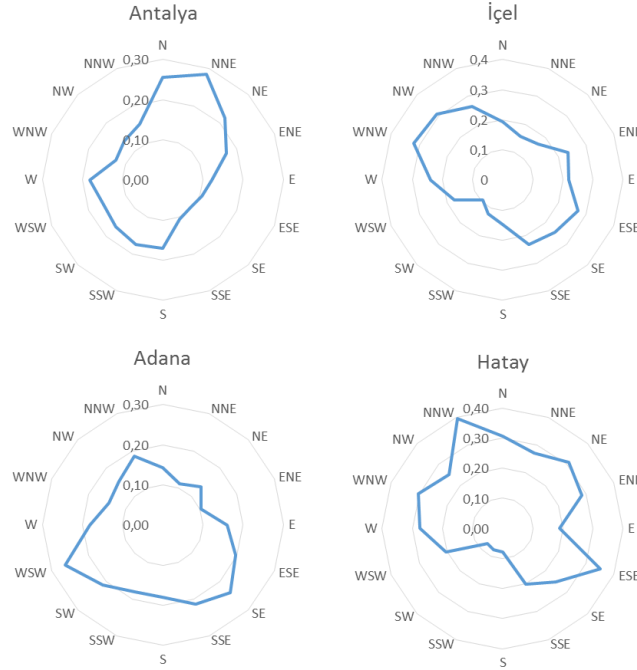 Antalya
N
NNE
NE
ENE
E
ESE
SE
SSE
S
SSW
SW
WSW
W
WNW
NW
NNW
0,30
0,20
0,10
0,00
İçel
N
NNE
NE
ENE
E
ESE
SE
SSE
S
SSW
SW
WSW
W
WNW
NW
NNW
0,4
0,3
0,2
0,1
0
Adana
N
NNE
NE
ENE
E
ESE
SE
SSE
S
SSW
SW
WSW
W
WNW
NW
NNW
0,30
0,20
0,10
0,00
Hatay
N
NNE
NE
ENE
E
ESE
SE
SSE
S
SSW
SW
WSW
W
WNW
NW
NNW
0,40
0,30
0,20
0,10
0,00